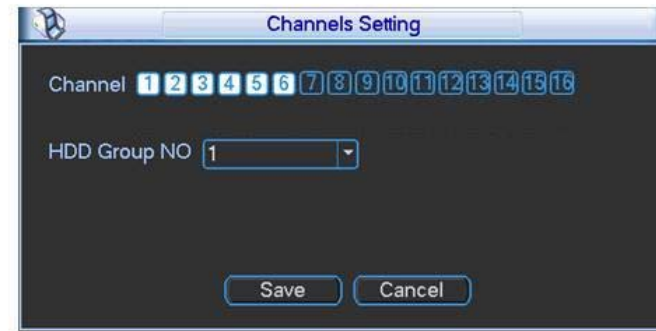 Channels Setting
Channel 1 2 3 4 5 6 7 8 9 10 11 12 13 14 15 16
HDD Group NO 1
Save Cancel